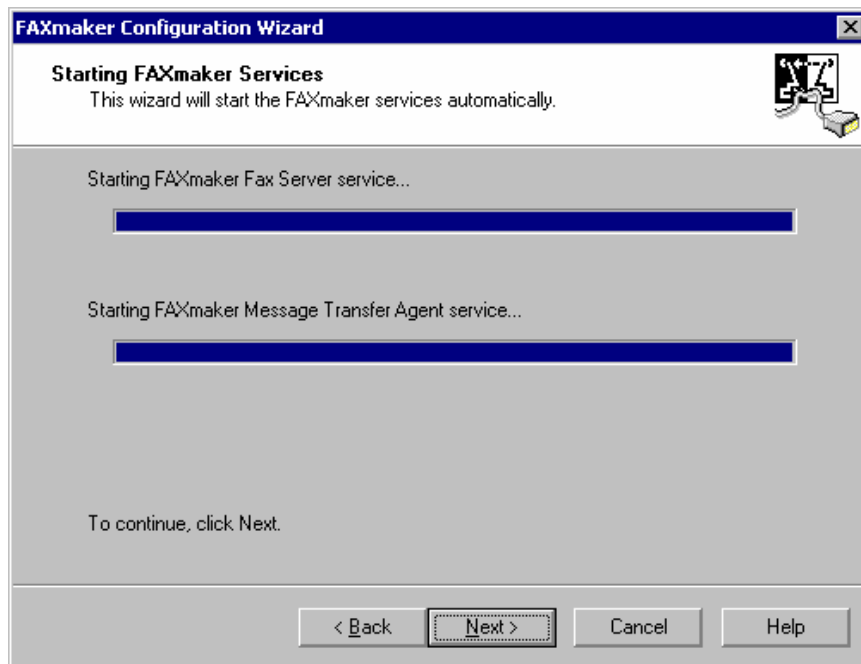 FAXmaker Configuration Wizard
Starting FAXmaker Services
This wizard will start the FAXmaker services automatically.
Starting FAXmaker Fax Server service...
Starting FAXmaker Message Transfer Agent service...
To continue, click Next.
< Back
Next >
Cancel
Help